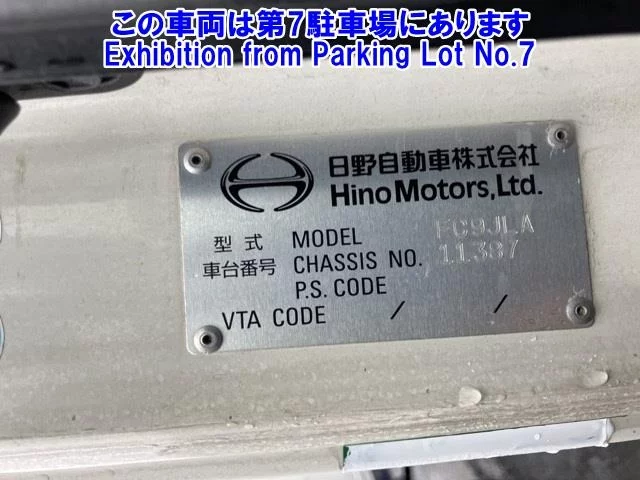 この車両は第7駐車場にあります
Exhibition from Parking Lot No.7
日野自動車株式会社
Hino Motors, Ltd.
型式 MODEL FC9JLA
車台番号 CHASSIS NO. 11387
P.S. CODE
VTA CODE / /